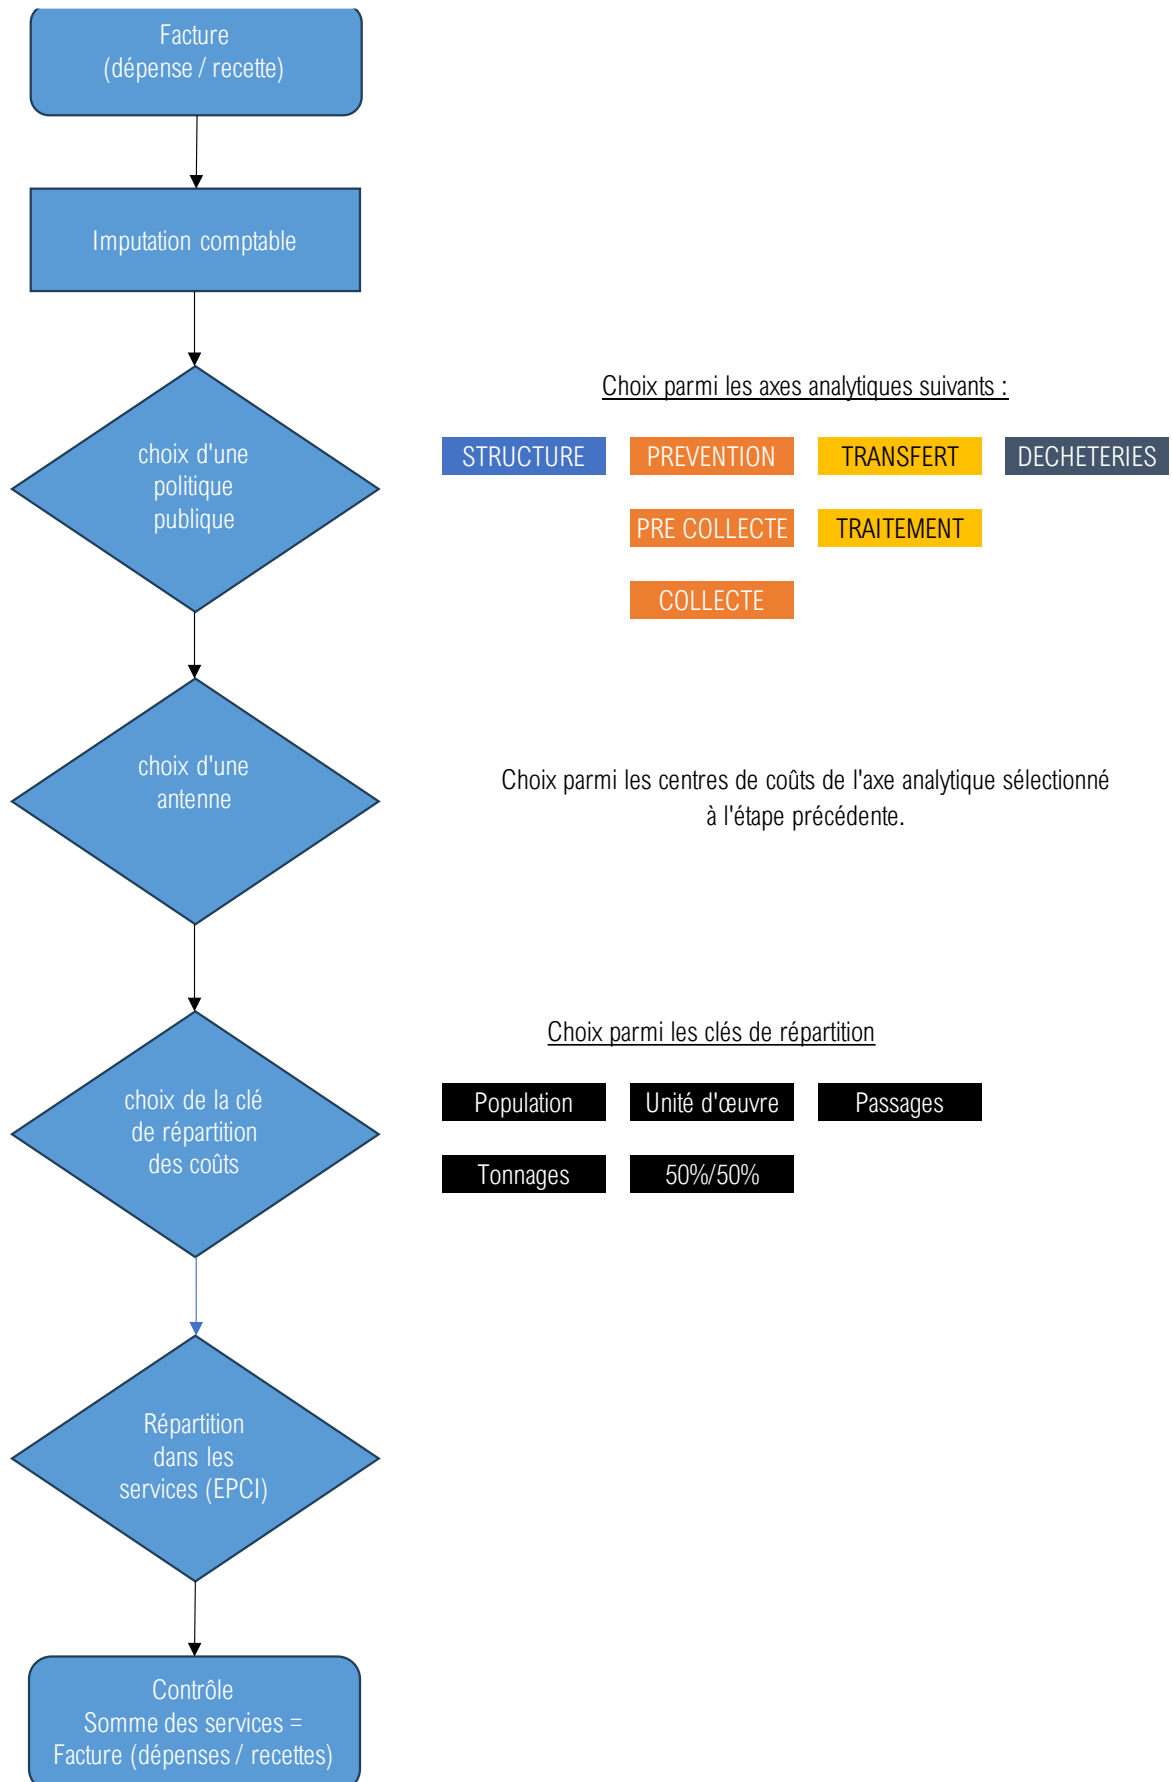 Facture
(dépense / recette)
Imputation comptable
choix d'une
politique
publique
Choix parmi les axes analytiques suivants :
STRUCTURE PREVENTION TRANSFERT DECHETERIES
PRE COLLECTE TRAITEMENT
COLLECTE
choix d'une
antenne
Choix parmi les centres de coûts de l'axe analytique sélectionné
à l'étape précédente.
choix de la clé
de répartition
des coûts
Choix parmi les clés de répartition
Population Unité d'œuvre Passages
Tonnages 50%/50%
Répartition
dans les
services (EPCI)
Contrôle
Somme des services =
Facture (dépenses / recettes)